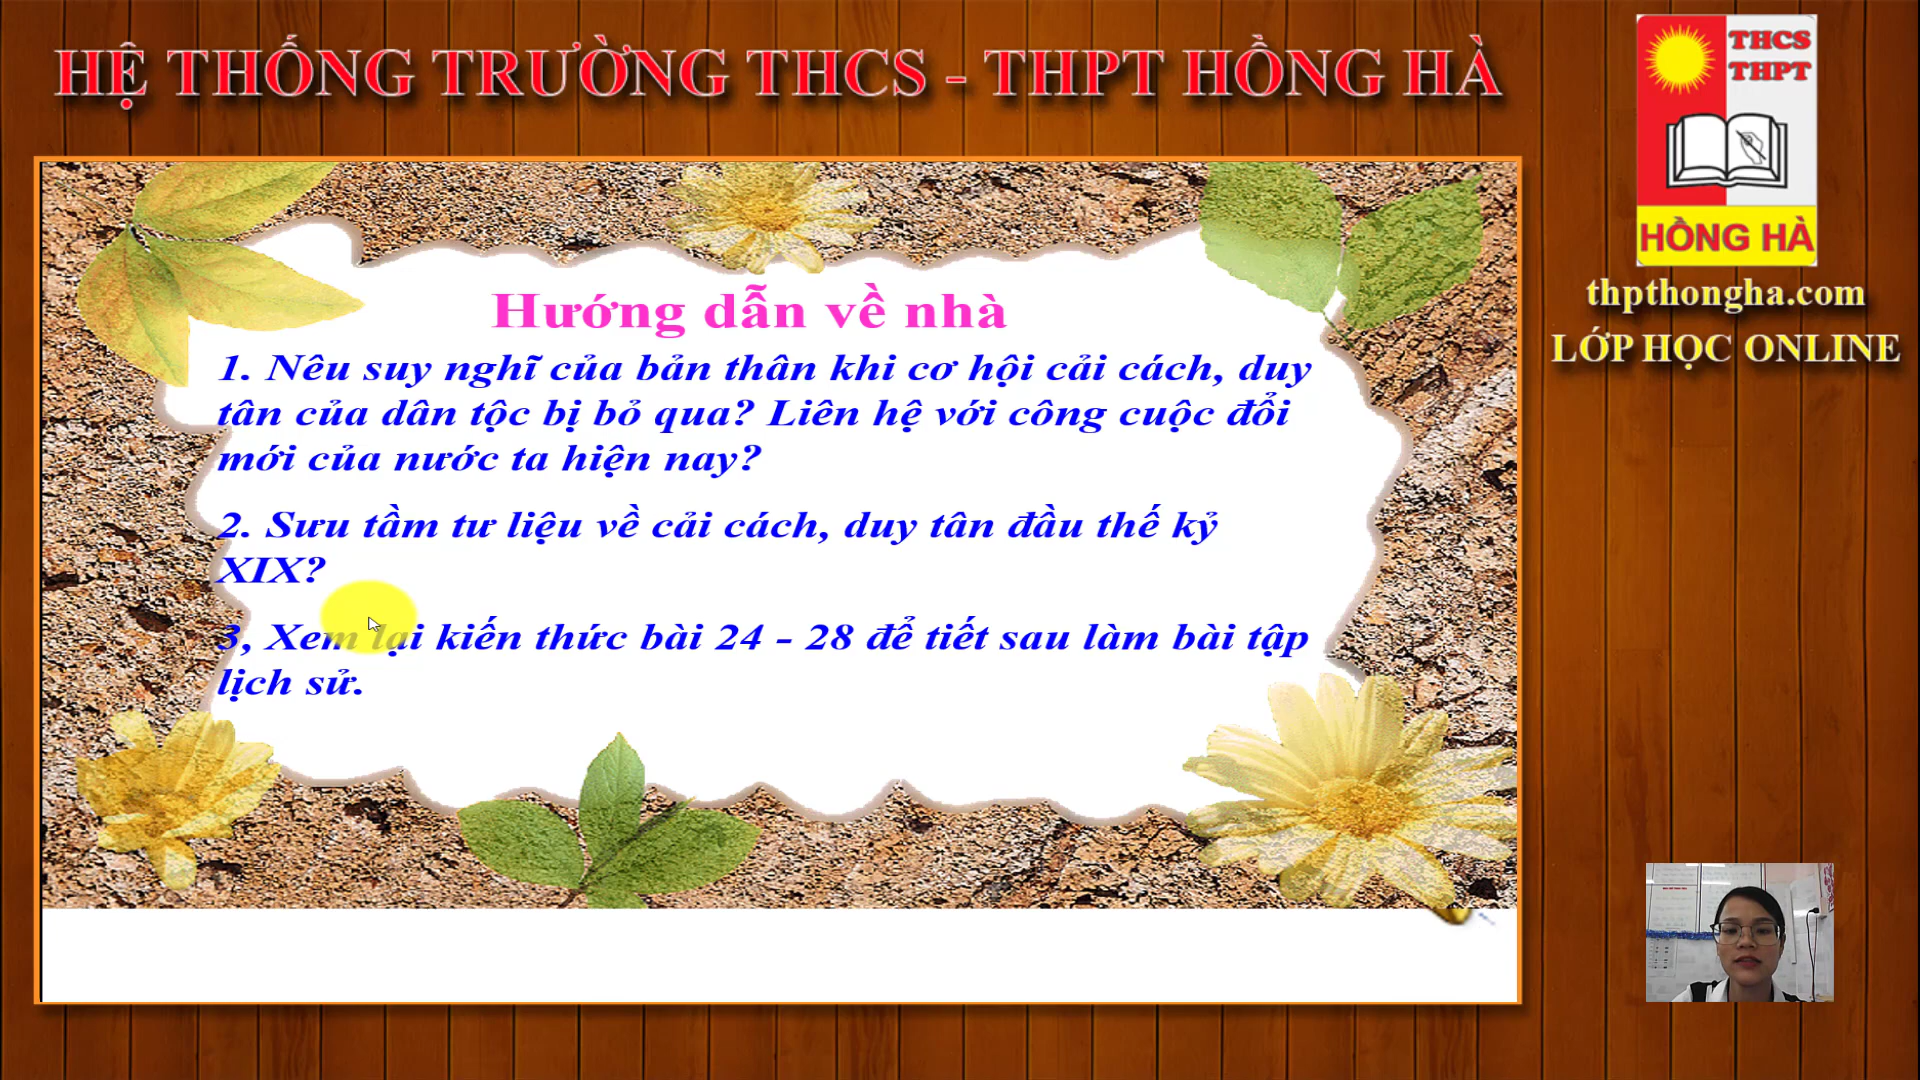 HỆ THỐNG TRƯỜNG THCS - THPT HỒNG HÀ
THCS
THPT
HỒNG HÀ
thpthongha.com
LỚP HỌC ONLINE
Hướng dẫn về nhà
1. Nêu suy nghĩ của bản thân khi cơ hội cải cách, duy
tân của dân tộc bị bỏ qua? Liên hệ với công cuộc đổi
mới của nước ta hiện nay?
2. Sưu tầm tư liệu về cải cách, duy tân đầu thế kỷ
XIX?
3, Xem lại kiến thức bài 24 - 28 để tiết sau làm bài tập
lịch sử.